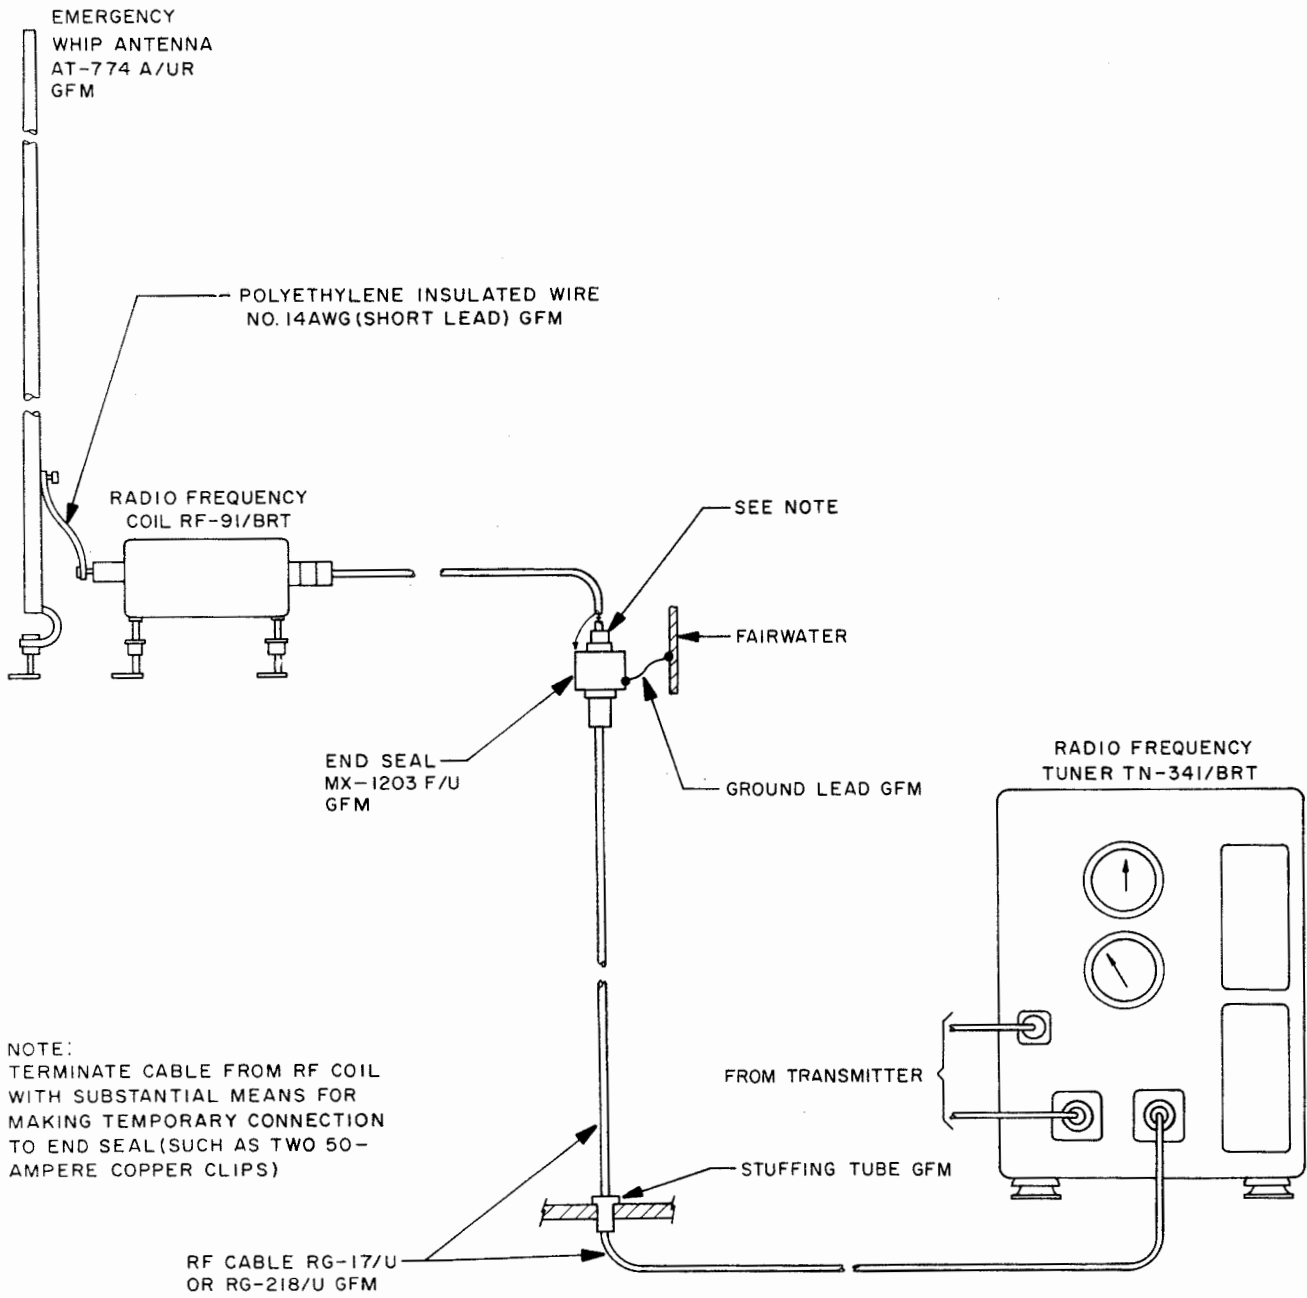 EMERGENCY
WHIP ANTENNA
AT-774 A/UR
GFM
POLYETHYLENE INSULATED WIRE
NO. 14AWG (SHORT LEAD) GFM
RADIO FREQUENCY
COIL RF-91/BRT
SEE NOTE
FAIRWATER
END SEAL
MX-1203 F/U
GFM
GROUND LEAD GFM
RADIO FREQUENCY
TUNER TN-341/BRT
NOTE:
TERMINATE CABLE FROM RF COIL
WITH SUBSTANTIAL MEANS FOR
MAKING TEMPORARY CONNECTION
TO END SEAL (SUCH AS TWO 50-
AMPERE COPPER CLIPS)
FROM TRANSMITTER
STUFFING TUBE GFM
RF CABLE RG-17/U
OR RG-218/U GFM